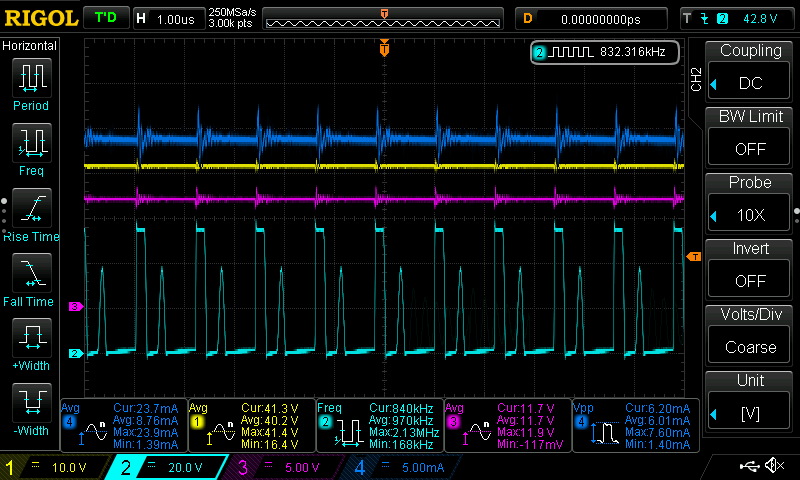 RIGOL T'D H 1.00us 250MSa/s 3.00k pts T D 0.00000000ps T 2 42.8 V
Horizontal
T
2 832.316kHz
CH2
Coupling
DC
BW Limit
OFF
Probe
10X
Invert
OFF
Volts/Div
Coarse
Unit
[V]
Period
Freq
Rise Time
Fall Time
+Width
-Width
T
3
2
Avg
4
n
Cur:23.7mA
Avg:8.76mA
Max:23.9mA
Min:1.39mA
Avg
1
n
Cur:41.3 V
Avg:40.2 V
Max:41.4 V
Min:16.4 V
Freq
2
Cur:840kHz
Avg:970kHz
Max:2.13MHz
Min:168kHz
Avg
3
n
Cur:11.7 V
Avg:11.7 V
Max:11.9 V
Min:-117mV
Vpp
4
Cur:6.20mA
Avg:6.01mA
Max:7.60mA
Min:1.40mA
1 10.0 V 2 20.0 V 3 5.00 V 4 5.00mA